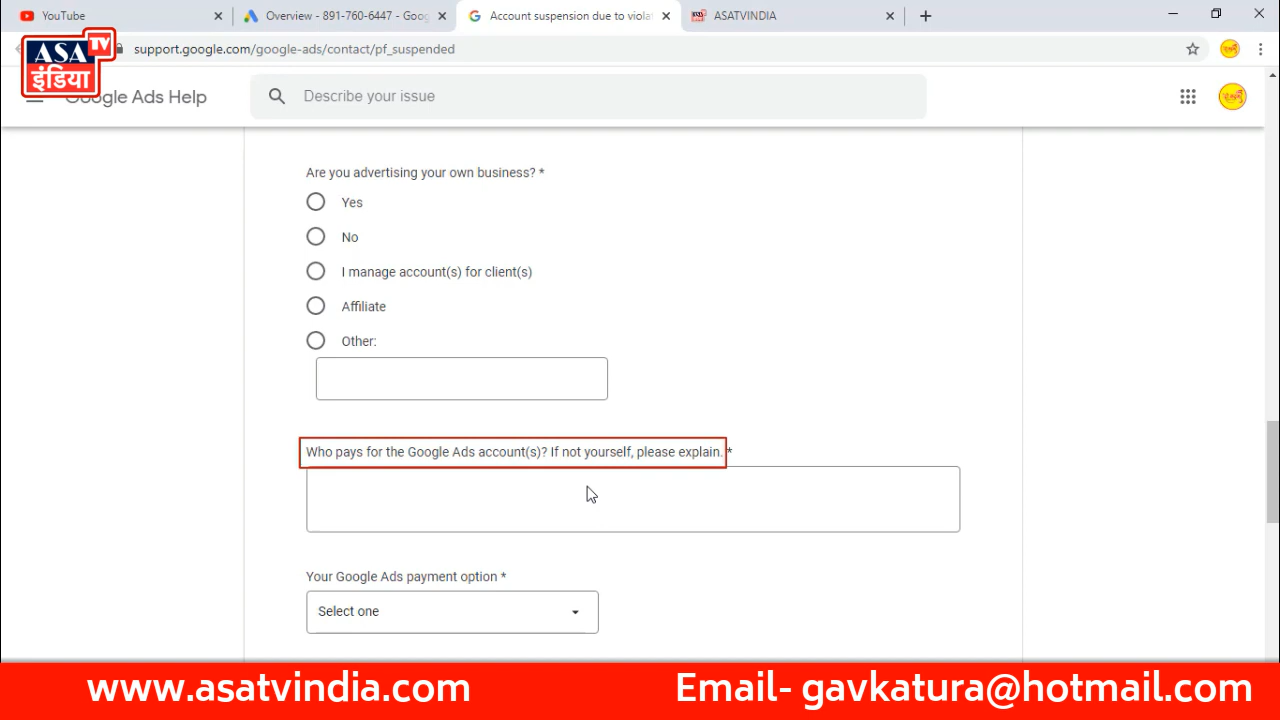 YouTube
Overview - 891-760-6447 - Goog
Account suspension due to viola
ASATVINDIA
support.google.com/google-ads/contact/pf_suspended
ASA TV
इंडिया
Google Ads Help
Describe your issue
Are you advertising your own business? *
Yes
No
I manage account(s) for client(s)
Affiliate
Other:
Who pays for the Google Ads account(s)? If not yourself, please explain. *
Your Google Ads payment option *
Select one
www.asatvindia.com
Email- gavkatura@hotmail.com